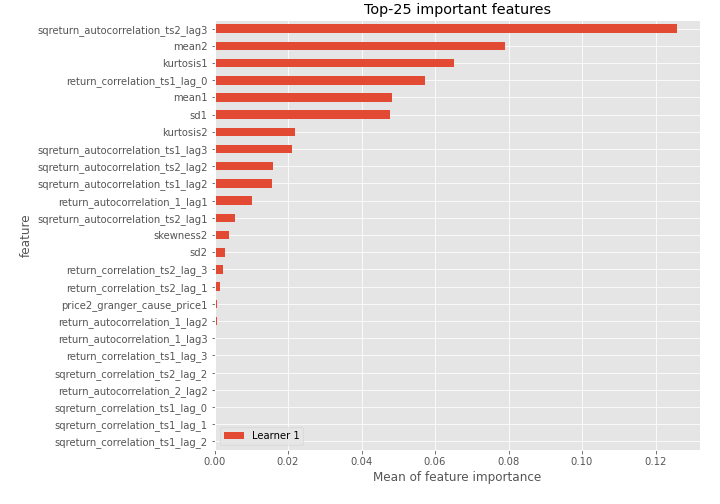 Top-25 important features
sqreturn_autocorrelation_ts2_lag3
mean2
kurtosis1
return_correlation_ts1_lag_0
mean1
sd1
kurtosis2
sqreturn_autocorrelation_ts1_lag3
sqreturn_autocorrelation_ts2_lag2
sqreturn_autocorrelation_ts1_lag2
return_autocorrelation_1_lag1
sqreturn_autocorrelation_ts2_lag1
skewness2
sd2
return_correlation_ts2_lag_3
return_correlation_ts2_lag_1
price2_granger_cause_price1
return_autocorrelation_1_lag2
return_autocorrelation_1_lag3
return_correlation_ts1_lag_3
sqreturn_correlation_ts2_lag_2
return_autocorrelation_2_lag2
sqreturn_correlation_ts1_lag_0
sqreturn_correlation_ts1_lag_1
sqreturn_correlation_ts1_lag_2
feature
Learner 1
0.00 0.02 0.04 0.06 0.08 0.10 0.12
Mean of feature importance